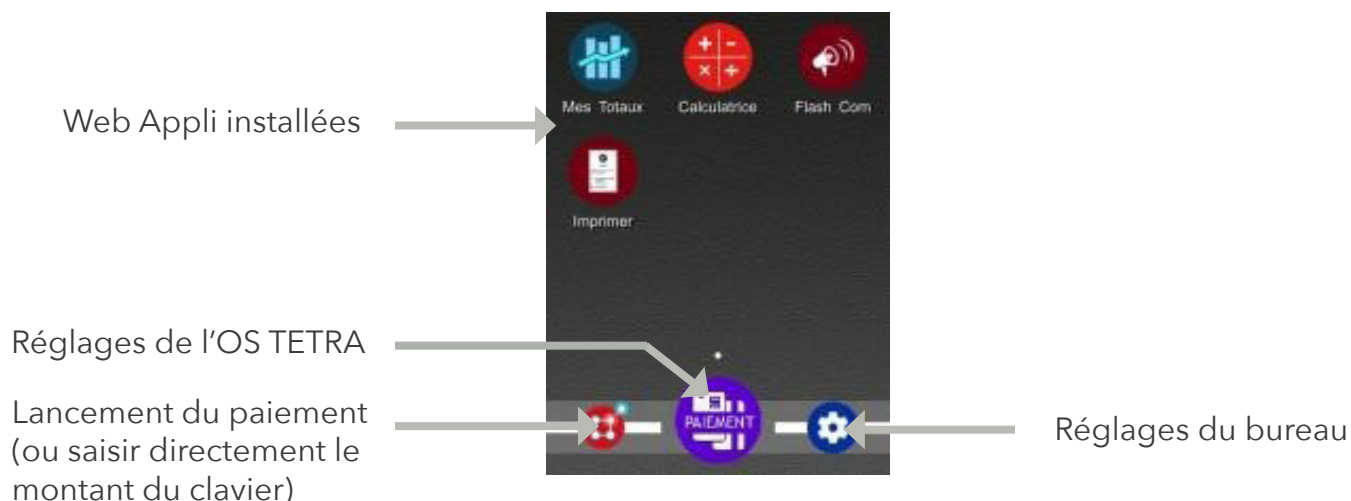 Mes Totaux
Calculatrice
Flash Com
Web Appli installées
Imprimer
Réglages de l'OS TETRA
Lancement du paiement
(ou saisir directement le
montant du clavier)
PAIEMENT
Réglages du bureau